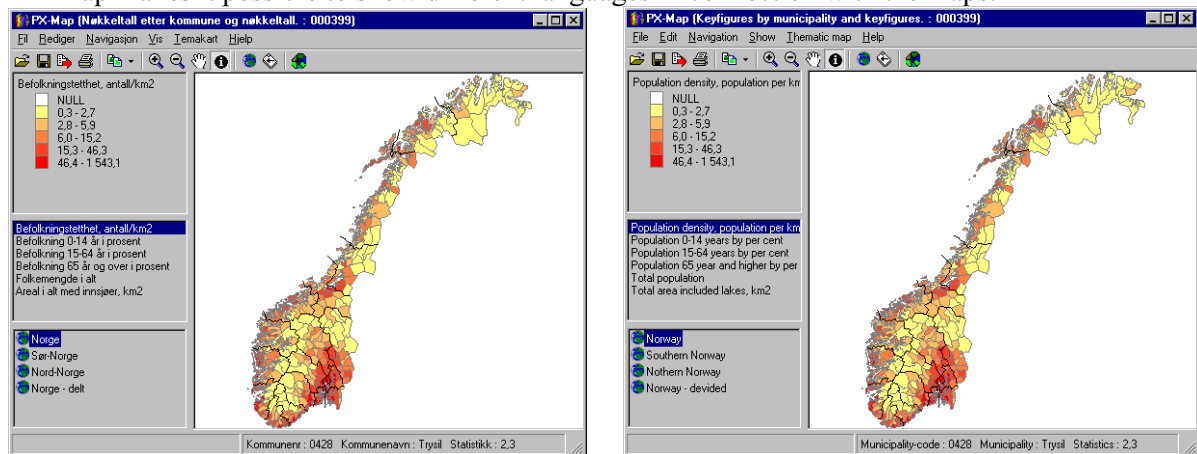 PX-Map (Nøkkeltall etter kommune og nøkkeltall. : 000399)
Fil Rediger Navigasjon Vis Temakart Hjelp
Befolkningstetthet, antall/km2
NULL
0,3 - 2,7
2,8 - 5,9
6,0 - 15,2
15,3 - 46,3
46,4 - 1 543,1
Befolkningstetthet, antall/km2
Befolkning 0-14 år i prosent
Befolkning 15-64 år i prosent
Befolkning 65 år og over i prosent
Folkemengde i alt
Areal i alt med innsjøer, km2
Norge
Sør-Norge
Nord-Norge
Norge - delt
Kommunenr : 0428 Kommunenavn : Trysil Statistikk : 2,3
PX-Map (Keyfigures by municipality and keyfigures. : 000399)
File Edit Navigation Show Thematic map Help
Population density, population per km
NULL
0,3 - 2,7
2,8 - 5,9
6,0 - 15,2
15,3 - 46,3
46,4 - 1 543,1
Population density, population per km
Population 0-14 years by per cent
Population 15-64 years by per cent
Population 65 year and higher by per
Total population
Total area included lakes, km2
Norway
Southern Norway
Nothern Norway
Norway - devided
Municipality-code : 0428 Municipality : Trysil Statistics : 2,3